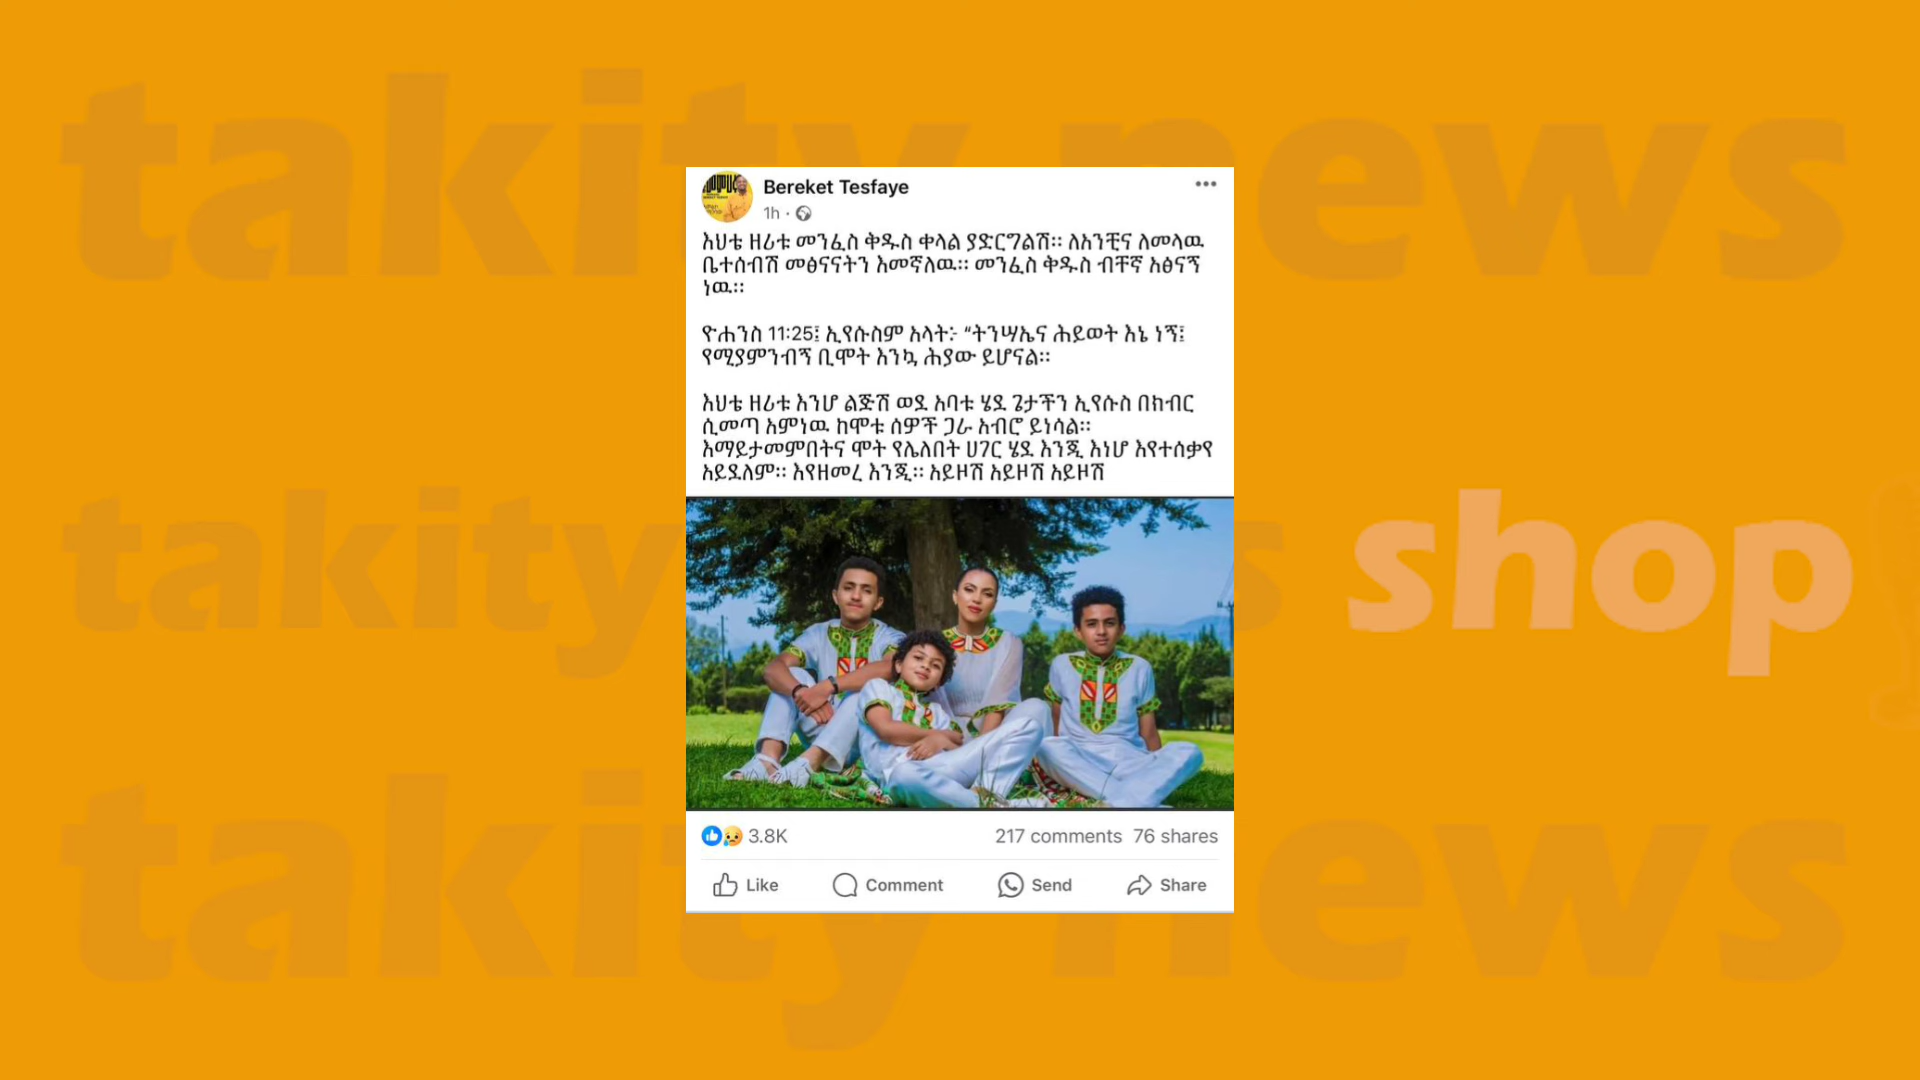 takity news
Bereket Tesfaye
1h ·
እህቴ ዘሪቱ መንፈስ ቅዱስ ቀላል ያድርግልሽ። ለአንቺና ለመላዉ
ቤተሰብሽ መፅናናትን እመኛለዉ። መንፈስ ቅዱስ ብቸኛ አፅናኝ
ነዉ።
ዮሐንስ 11:25፤ ኢየሱስም አላት፦ “ትንሣኤና ሕይወት እኔ ነኝ፤
የሚያምንብኝ ቢሞት እንኳ ሕያው ይሆናል።
እህቴ ዘሪቱ እንሆ ልጅሽ ወደ አባቱ ሄደ ጌታችን ኢየሱስ በክብር
ሲመጣ አምነዉ ከሞቱ ሰዎች ጋራ አብሮ ይነሳል።
እማይታመምበትና ሞት የሌለበት ሀገር ሄደ እንጂ እነሆ እየተሰቃየ
አይደለም። እየዘመረ እንጂ። አይዞሽ አይዞሽ አይዞሽ
takity
shop
3.8K
217 comments 76 shares
Like Comment Send Share
takity news